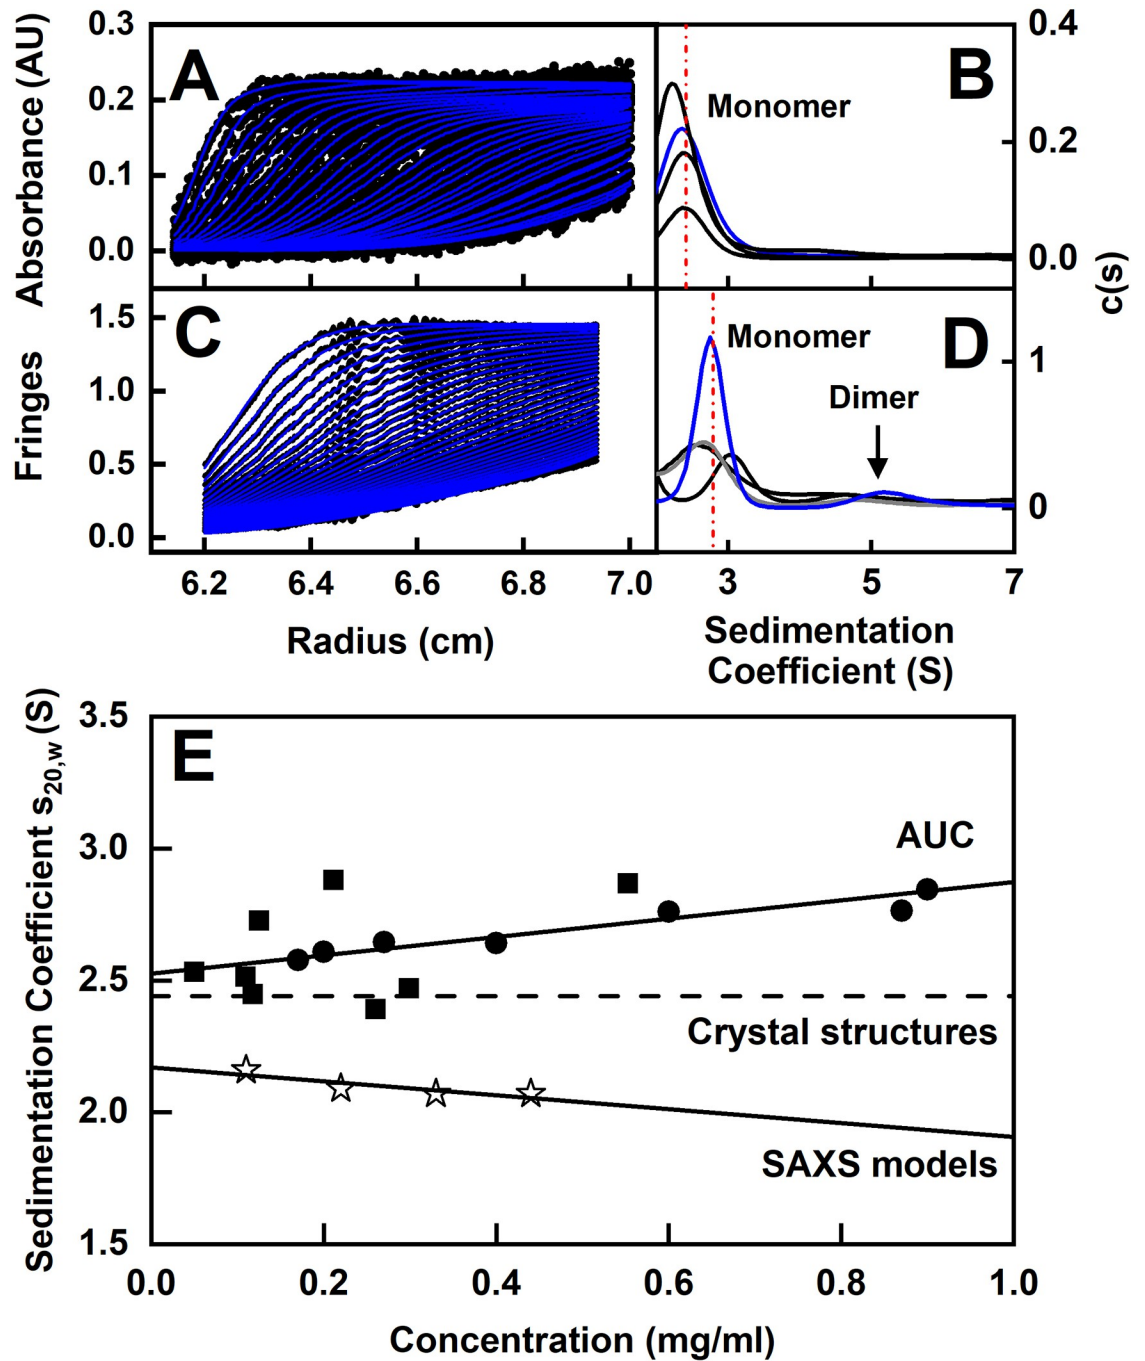 Absorbance (AU)
0.3
0.2
0.1
0.0
A
B
Monomer
0.4
0.2
0.0
c(s)
Fringes
1.5
1.0
0.5
0.0
C
D
Monomer
Dimer
1
0
6.2 6.4 6.6 6.8 7.0
3 5 7
Radius (cm)
Sedimentation
Coefficient (S)
Sedimentation Coefficient s20,w (S)
3.5
3.0
2.5
2.0
1.5
E
AUC
Crystal structures
SAXS models
0.0 0.2 0.4 0.6 0.8 1.0
Concentration (mg/ml)